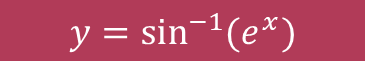 y = sin⁻¹(eˣ)